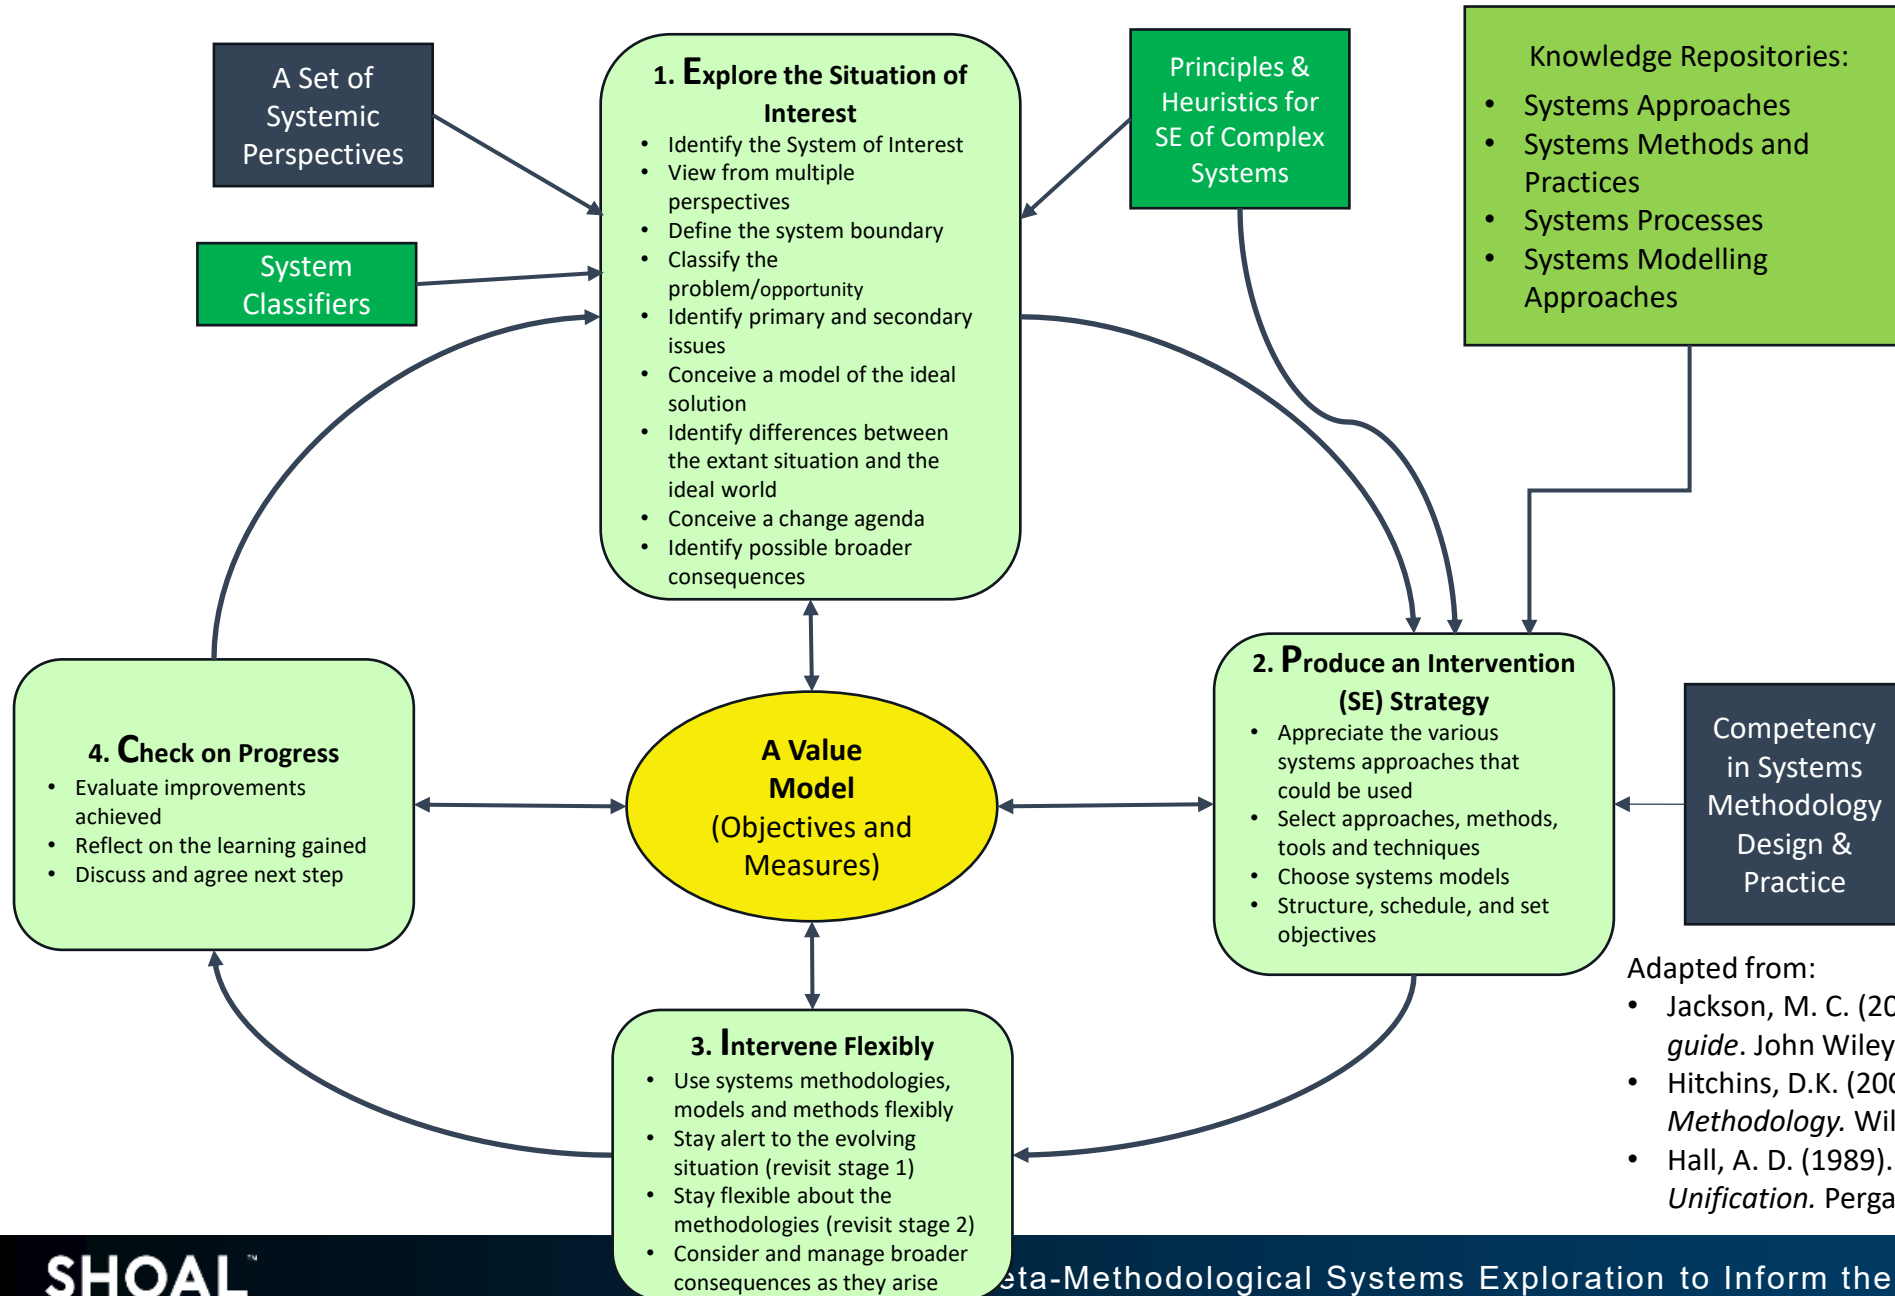 A Set of
Systemic
Perspectives
System
Classifiers
1. Explore the Situation of
Interest
• Identify the System of Interest
• View from multiple
perspectives
• Define the system boundary
• Classify the
problem/opportunity
• Identify primary and secondary
issues
• Conceive a model of the ideal
solution
• Identify differences between
the extant situation and the
ideal world
• Conceive a change agenda
• Identify possible broader
consequences
Principles &
Heuristics for
SE of Complex
Systems
Knowledge Repositories:
• Systems Approaches
• Systems Methods and
Practices
• Systems Processes
• Systems Modelling
Approaches
2. Produce an Intervention
(SE) Strategy
• Appreciate the various
systems approaches that
could be used
• Select approaches, methods,
tools and techniques
• Choose systems models
• Structure, schedule, and set
objectives
Competency
in Systems
Methodology
Design &
Practice
A Value
Model
(Objectives and
Measures)
4. Check on Progress
• Evaluate improvements
achieved
• Reflect on the learning gained
• Discuss and agree next step
3. Intervene Flexibly
• Use systems methodologies,
models and methods flexibly
• Stay alert to the evolving
situation (revisit stage 1)
• Stay flexible about the
methodologies (revisit stage 2)
• Consider and manage broader
consequences as they arise
Adapted from:
• Jackson, M. C. (20
guide. John Wiley
• Hitchins, D.K. (200
Methodology. Wil
• Hall, A. D. (1989).
Unification. Perga
SHOAL™
eta-Methodological Systems Exploration to Inform the